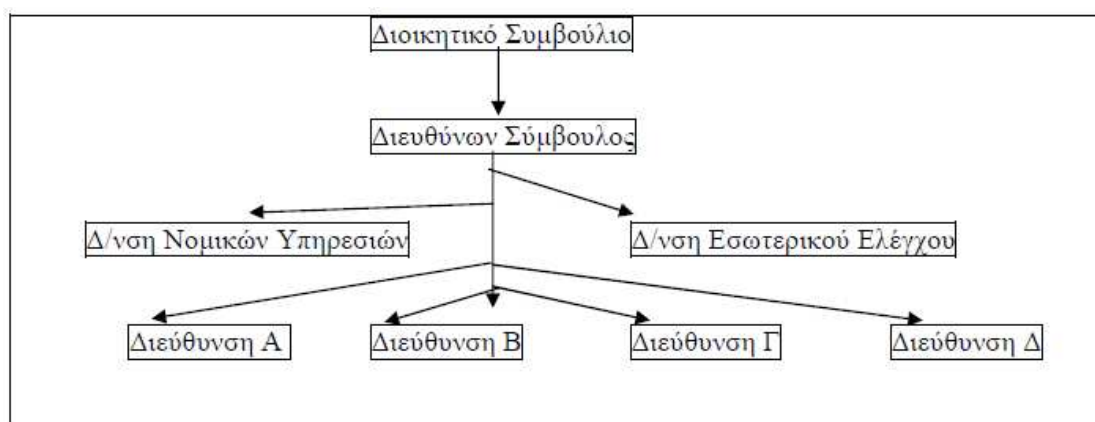 Διοικητικό Συμβούλιο
Διευθύνων Σύμβουλος
Δ/νση Νομικών Υπηρεσιών Δ/νση Εσωτερικού Ελέγχου
Διεύθυνση Α Διεύθυνση Β Διεύθυνση Γ Διεύθυνση Δ